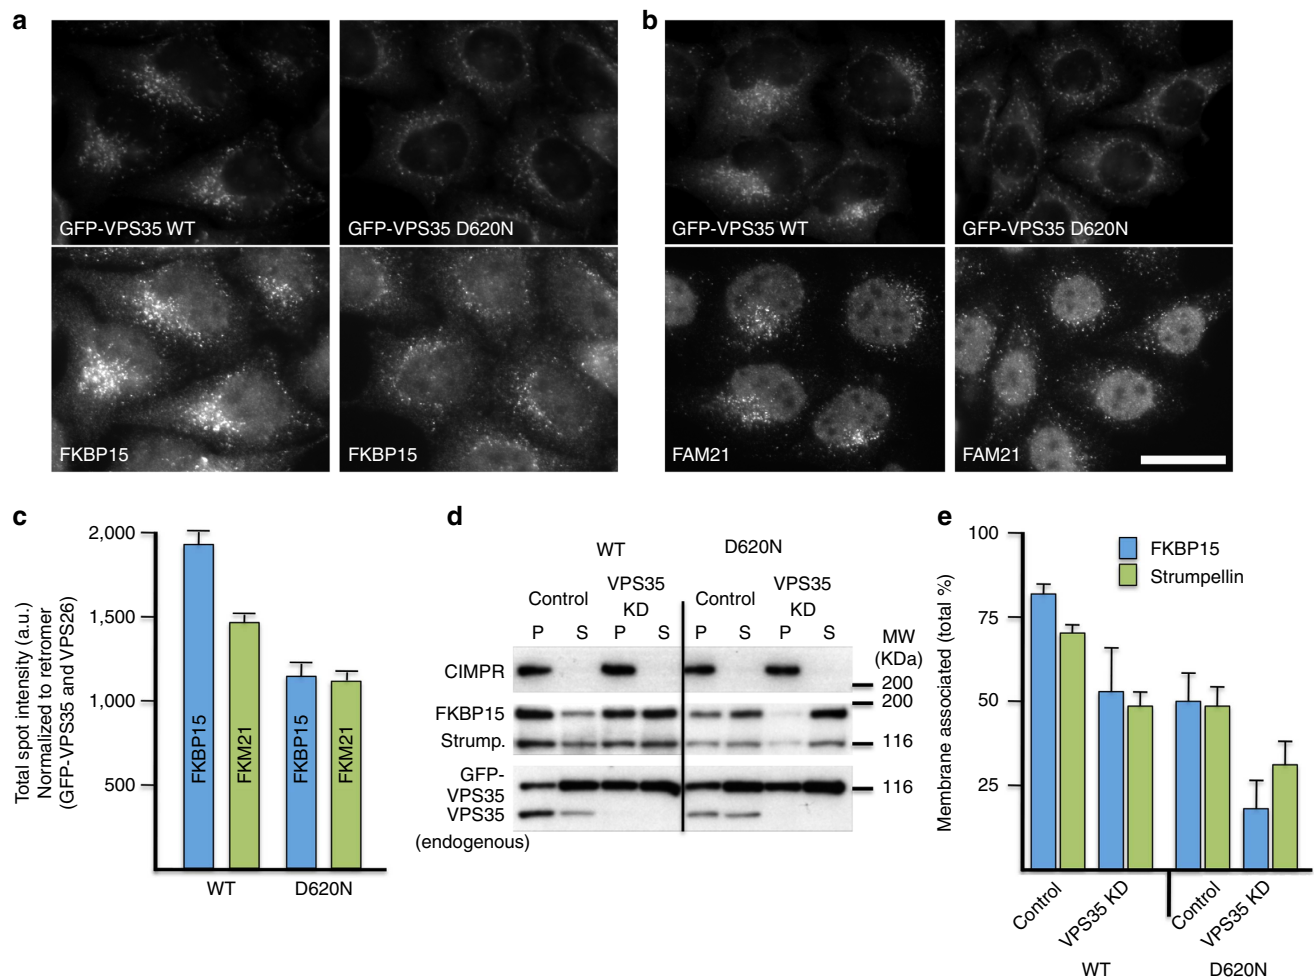 a
GFP-VPS35 WT
GFP-VPS35 D620N
FKBP15
FKBP15
b
GFP-VPS35 WT
GFP-VPS35 D620N
FAM21
FAM21
c
Total spot intensity (a.u.)
Normalized to retromer
(GFP-VPS35 and VPS26)
2,000
1,500
1,000
500
FKBP15
FKM21
FKBP15
FKM21
WT
D620N
d
WT
D620N
Control
VPS35
KD
Control
VPS35
KD
P
S
P
S
P
S
P
S
MW
(KDa)
CIMPR
200
200
FKBP15
Strump.
116
GFP-
VPS35
116
VPS35
(endogenous)
e
Membrane associated (total %)
100
75
50
25
FKBP15
Strumpellin
Control
VPS35 KD
Control
VPS35 KD
WT
D620N